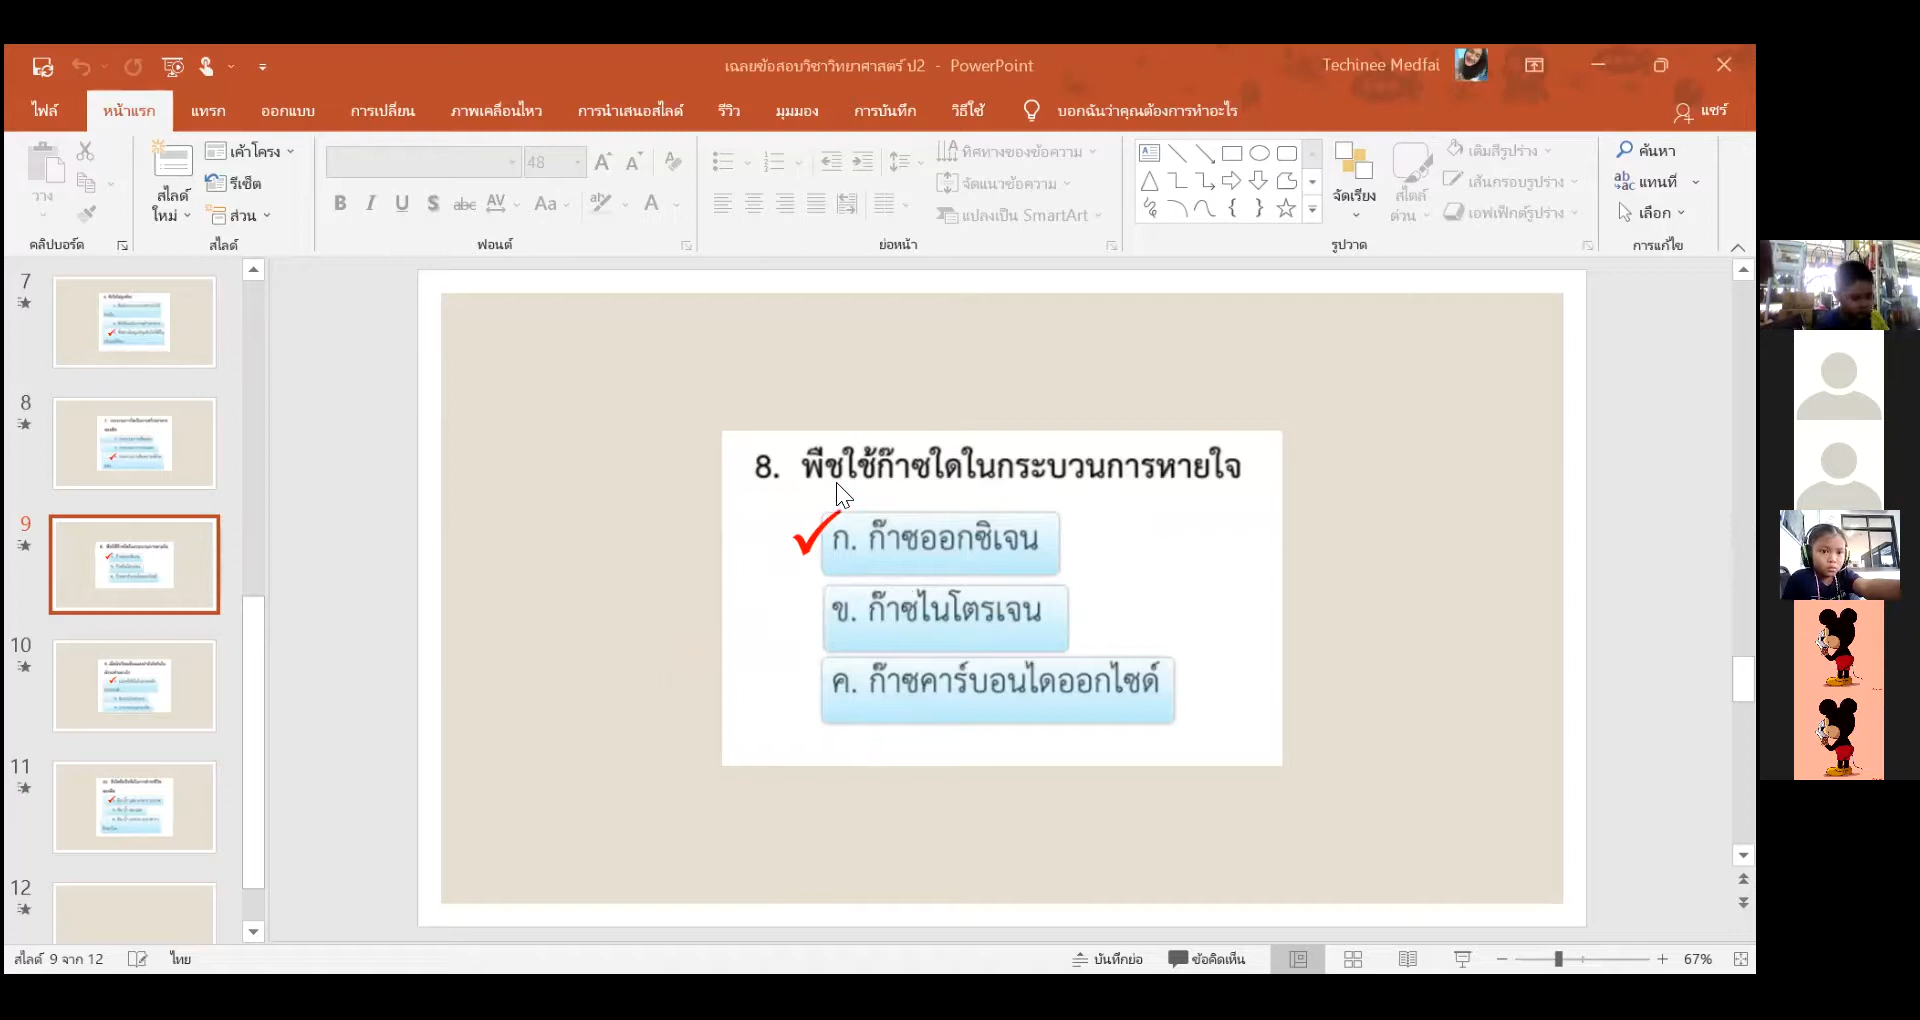 เฉลยข้อสอบวิชาวิทยาศาสตร์ ป2 - PowerPoint
Techinee Medfai
ไฟล์ หน้าแรก แทรก ออกแบบ การเปลี่ยน ภาพเคลื่อนไหว การนำเสนอสไลด์ รีวิว มุมมอง การบันทึก วิธีใช้ บอกฉันว่าคุณต้องการทำอะไร แชร์
วาง
คลิปบอร์ด
สไลด์
ใหม่
เค้าโครง
รีเซ็ต
ส่วน
สไลด์
48
B I U S abc AV Aa A
ฟอนต์
ทิศทางของข้อความ
จัดแนวข้อความ
แปลงเป็น SmartArt
ย่อหน้า
จัดเรียง
สไตล์
ด่วน
เติมสีรูปร่าง
เส้นกรอบรูปร่าง
เอฟเฟ็กต์รูปร่าง
รูปวาด
ค้นหา
แทนที่
เลือก
การแก้ไข
7
8
9
10
11
12
8. พืชใช้ก๊าซใดในกระบวนการหายใจ
ก. ก๊าซออกซิเจน
ข. ก๊าซไนโตรเจน
ค. ก๊าซคาร์บอนไดออกไซด์
สไลด์ 9 จาก 12 ไทย บันทึกย่อ ข้อคิดเห็น 67%